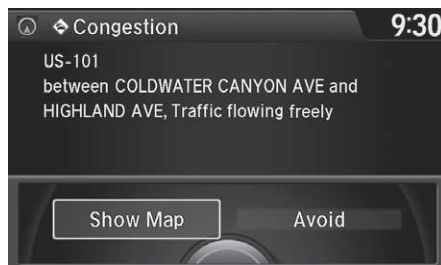 Congestion
9:30
US-101
between COLDWATER CANYON AVE and
HIGHLAND AVE, Traffic flowing freely
Show Map
Avoid